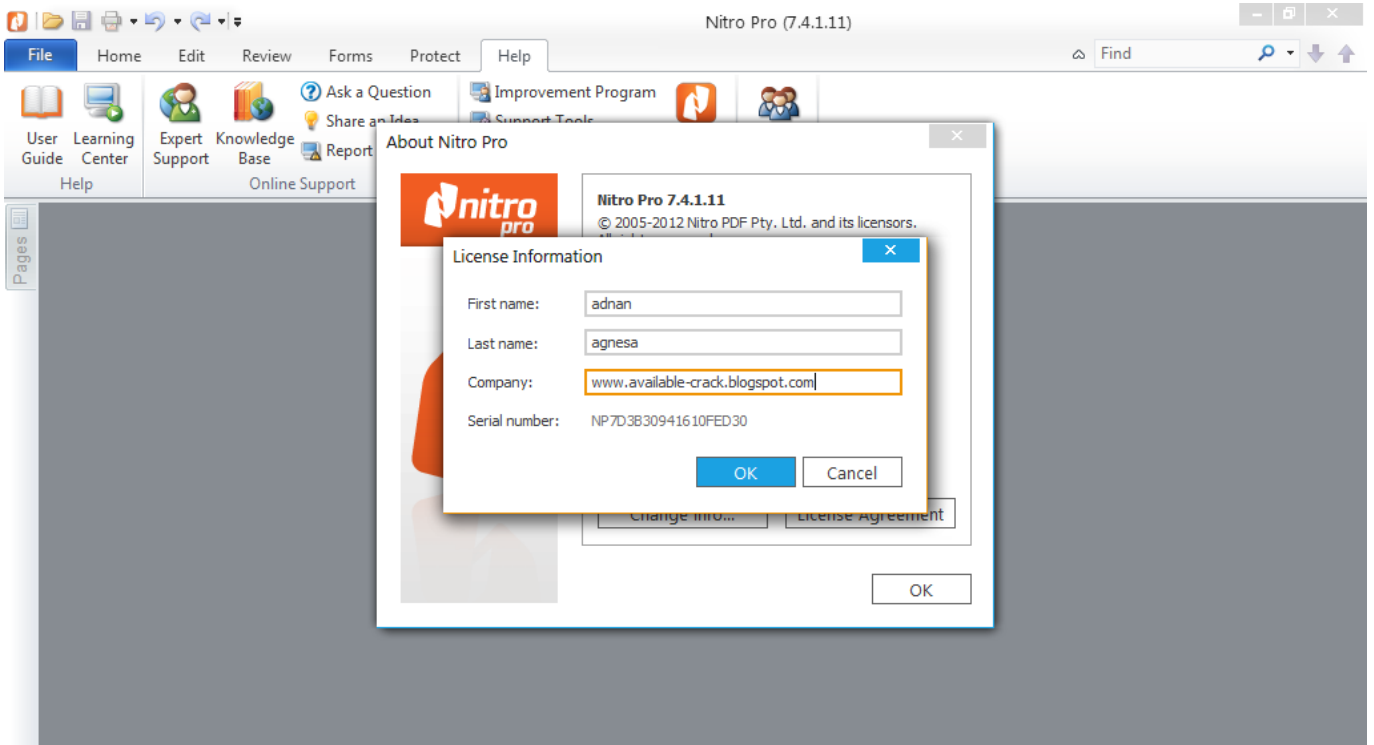 Nitro Pro (7.4.1.11)
File Home Edit Review Forms Protect Help Find
Ask a Question Improvement Program
Share an Idea Support Tools
User Guide Learning Center Expert Support Knowledge Base Report
Help Online Support
Pages
About Nitro Pro
nitro
pro
Nitro Pro 7.4.1.11
© 2005-2012 Nitro PDF Pty. Ltd. and its licensors.
License Information
First name: adnan
Last name: agnesa
Company: www.available-crack.blogspot.com
Serial number: NP7D3B30941610FED30
OK Cancel
Change Info... License Agreement
OK